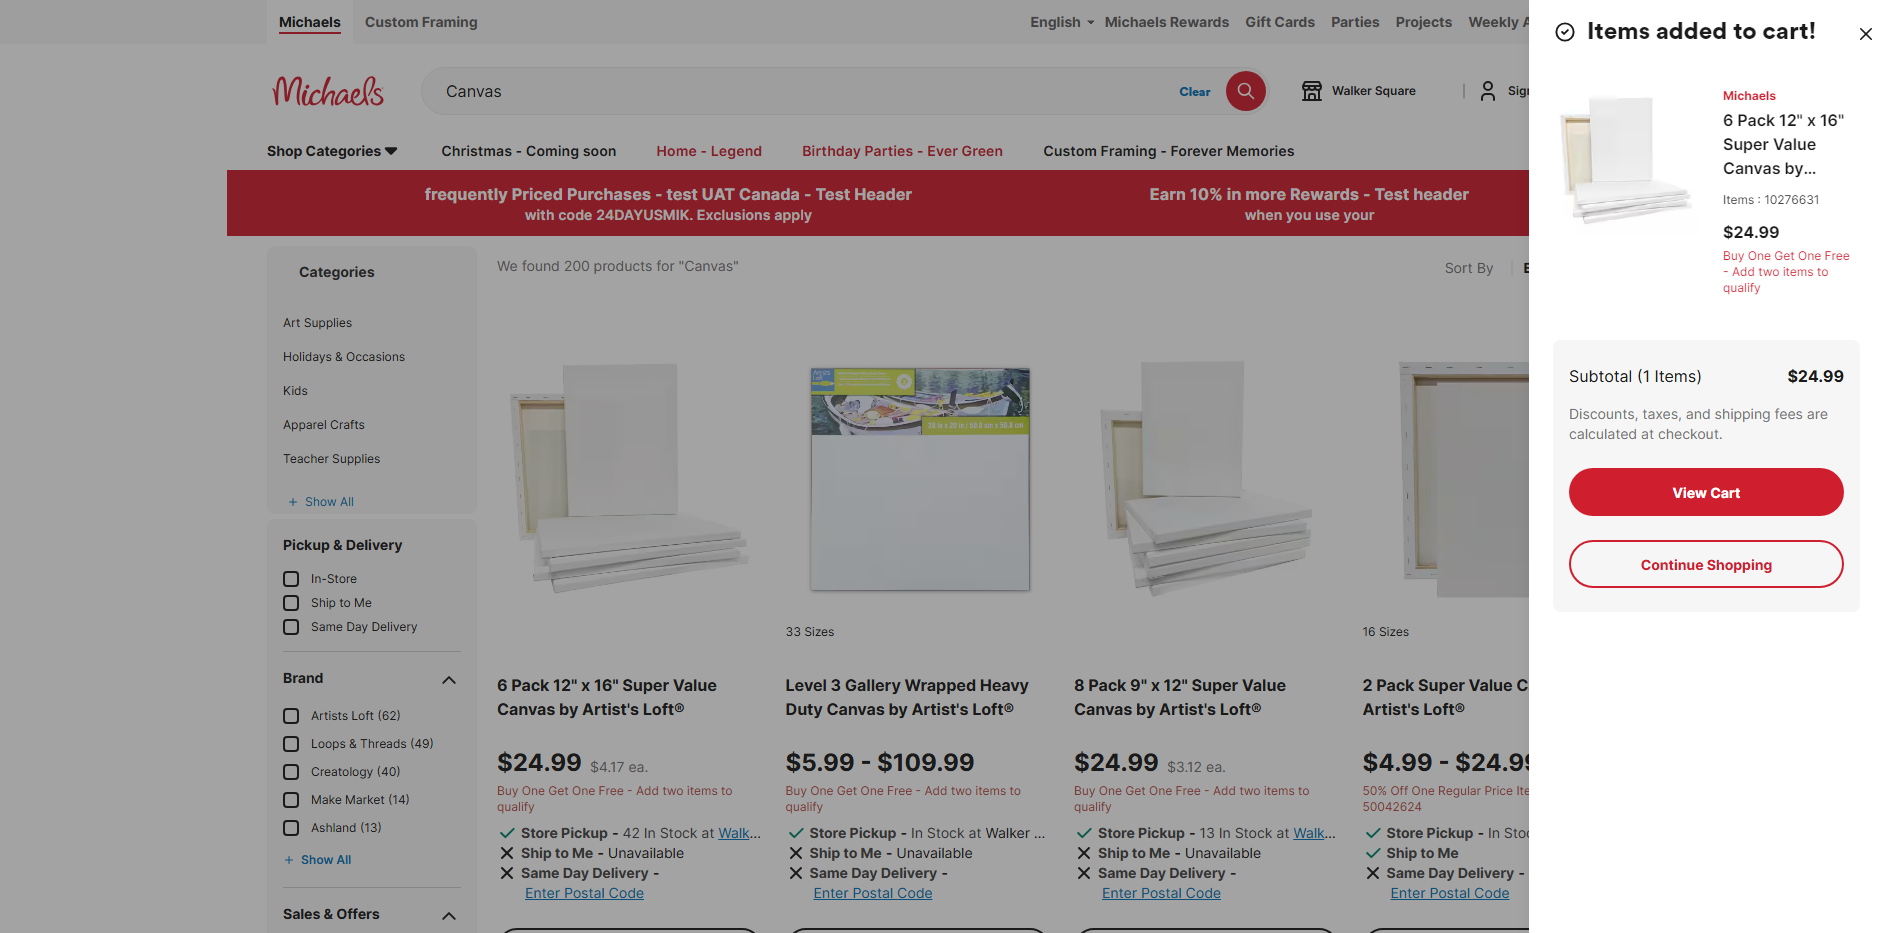 Michaels
Custom Framing
English
Michaels Rewards
Gift Cards
Parties
Projects
Weekly
Michaels
Canvas
Clear
Walker Square
Shop Categories
Christmas - Coming soon
Home - Legend
Birthday Parties - Ever Green
Custom Framing - Forever Memories
frequently Priced Purchases - test UAT Canada - Test Header
with code 24DAYUSMIK. Exclusions apply
Earn 10% in more Rewards - Test header
when you use your
Categories
Art Supplies
Holidays & Occasions
Kids
Apparel Crafts
Teacher Supplies
+ Show All
Pickup & Delivery
In-Store
Ship to Me
Same Day Delivery
Brand
Artists Loft (62)
Loops & Threads (49)
Creatology (40)
Make Market (14)
Ashland (13)
+ Show All
Sales & Offers
We found 200 products for "Canvas"
Sort By
6 Pack 12" x 16" Super Value
Canvas by Artist's Loft®
$24.99 $4.17 ea.
Buy One Get One Free - Add two items to
qualify
Store Pickup - 42 In Stock at Walk...
Ship to Me - Unavailable
Same Day Delivery -
Enter Postal Code
33 Sizes
Level 3 Gallery Wrapped Heavy
Duty Canvas by Artist's Loft®
$5.99 - $109.99
Buy One Get One Free - Add two items to
qualify
Store Pickup - In Stock at Walker ...
Ship to Me - Unavailable
Same Day Delivery -
Enter Postal Code
8 Pack 9" x 12" Super Value
Canvas by Artist's Loft®
$24.99 $3.12 ea.
Buy One Get One Free - Add two items to
qualify
Store Pickup - 13 In Stock at Walk...
Ship to Me - Unavailable
Same Day Delivery -
Enter Postal Code
16 Sizes
2 Pack Super Value
Artist's Loft®
$4.99 - $24.99
50% Off One Regular Price
50042624
Store Pickup - In
Ship to Me
Same Day Delivery -
Enter Postal Code
Items added to cart!
Michaels
6 Pack 12" x 16"
Super Value
Canvas by...
Items : 10276631
$24.99
Buy One Get One Free
- Add two items to
qualify
Subtotal (1 Items) $24.99
Discounts, taxes, and shipping fees are
calculated at checkout.
View Cart
Continue Shopping